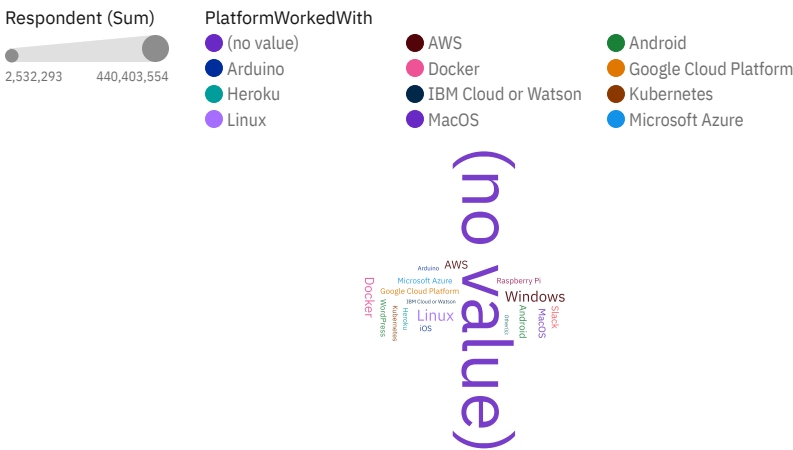 Respondent (Sum)
2,532,293 440,403,554
PlatformWorkedWith
(no value) AWS Android
Arduino Docker Google Cloud Platform
Heroku IBM Cloud or Watson Kubernetes
Linux MacOS Microsoft Azure
(no value)
AWS
Arduino
Microsoft Azure
Raspberry Pi
Docker
Google Cloud Platform
Windows
IBM Cloud or Watson
WordPress
Kubernetes
Heroku
Linux
iOS
Other(s):
Android
MacOS
Slack